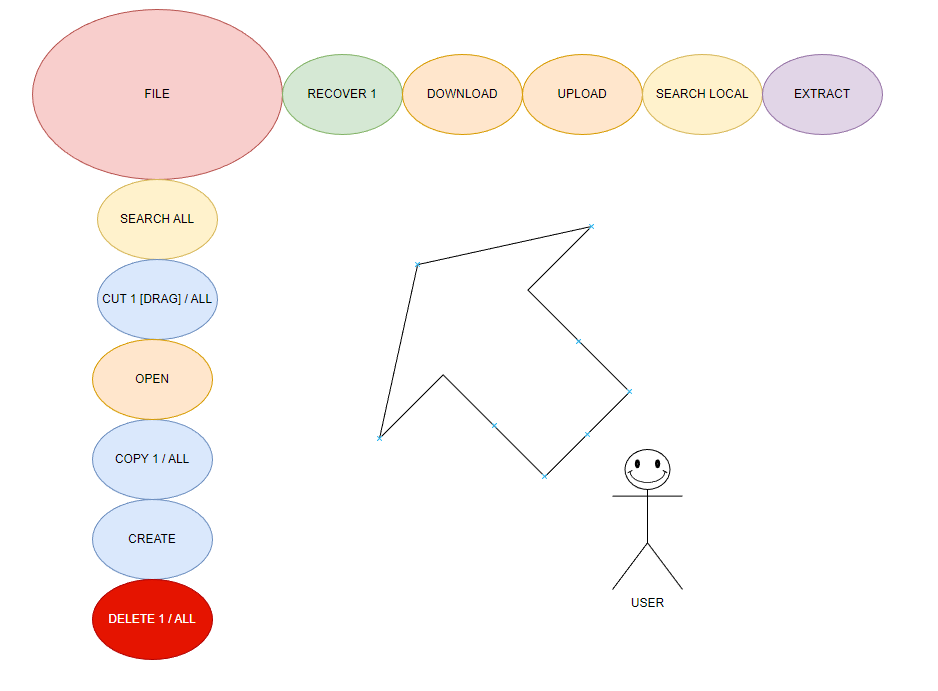 FILE
RECOVER 1
DOWNLOAD
UPLOAD
SEARCH LOCAL
EXTRACT
SEARCH ALL
CUT 1 [DRAG] / ALL
OPEN
COPY 1 / ALL
CREATE
DELETE 1 / ALL
USER